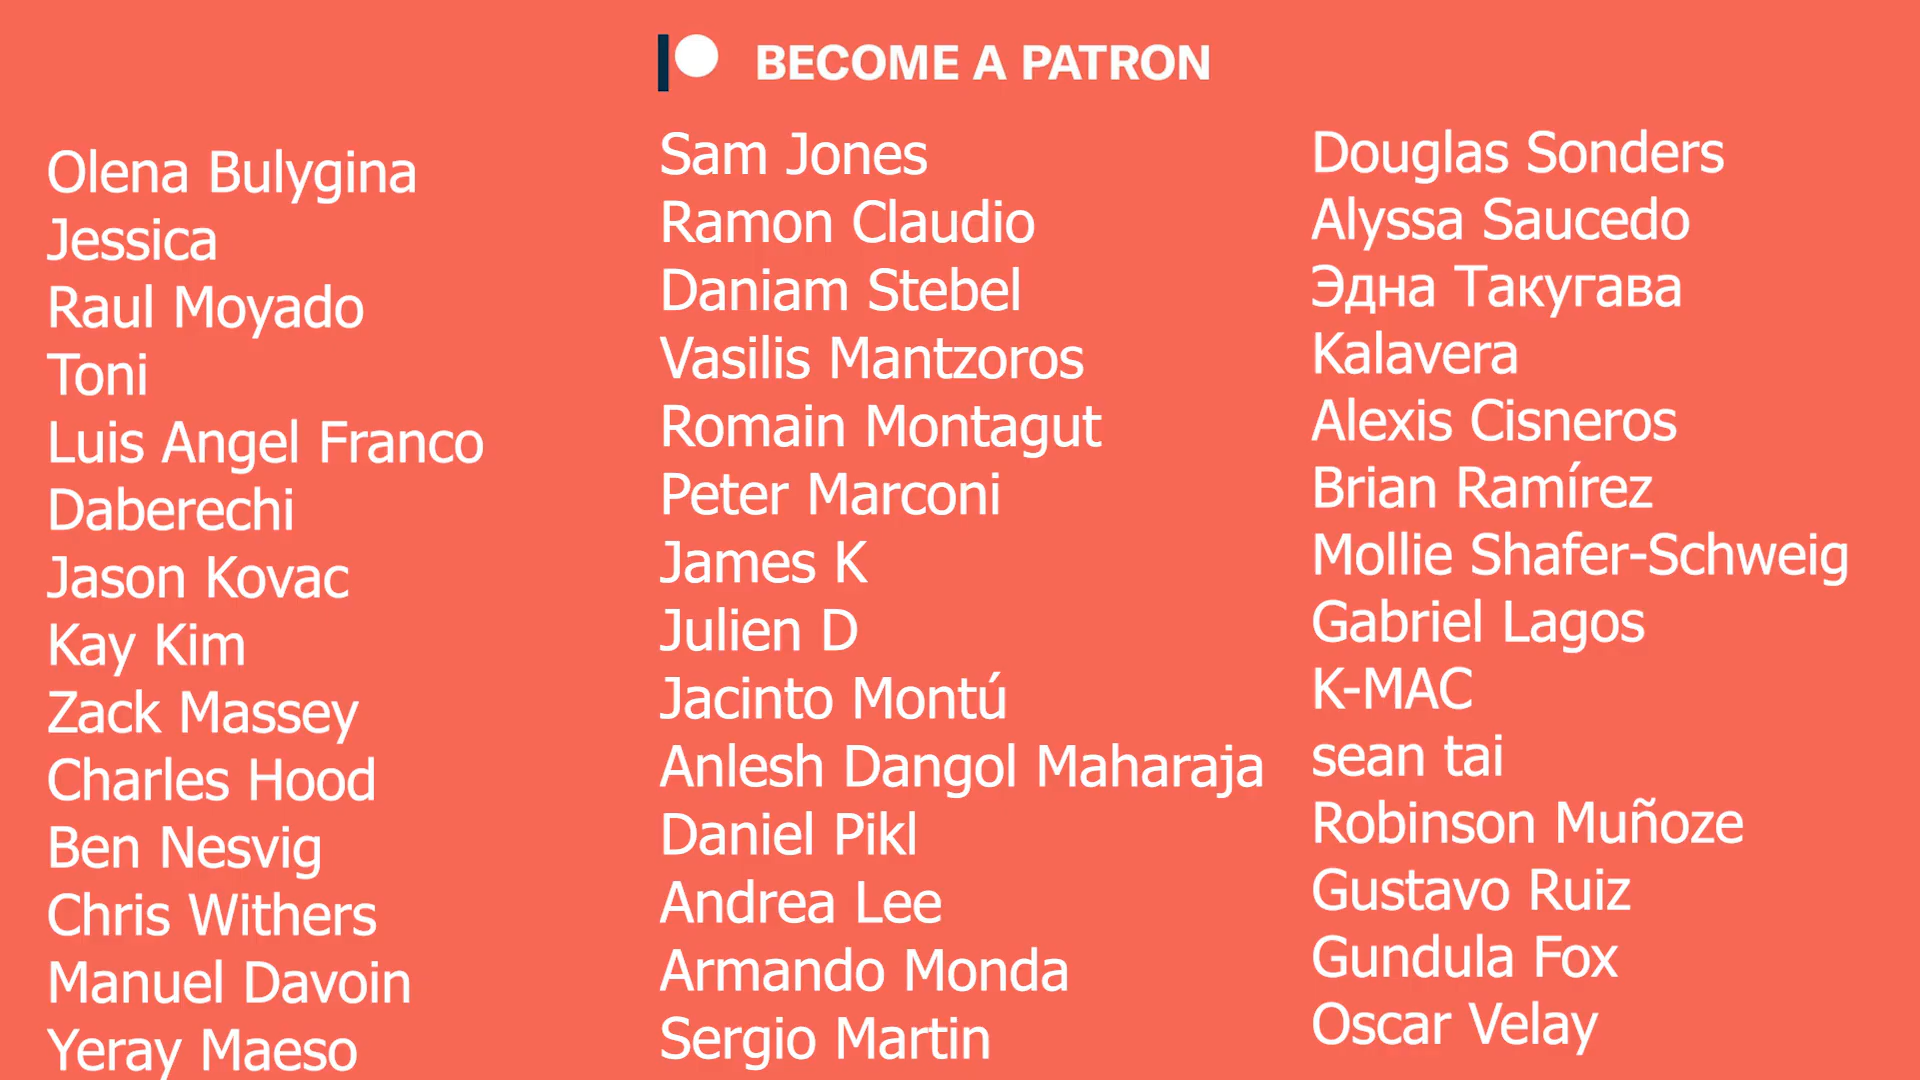 BECOME A PATRON
Olena Bulygina
Jessica
Raul Moyado
Toni
Luis Angel Franco
Daberechi
Jason Kovac
Kay Kim
Zack Massey
Charles Hood
Ben Nesvig
Chris Withers
Manuel Davoin
Yeray Maeso
Sam Jones
Ramon Claudio
Daniam Stebel
Vasilis Mantzoros
Romain Montagut
Peter Marconi
James K
Julien D
Jacinto Montú
Anlesh Dangol Maharaja
Daniel Pikl
Andrea Lee
Armando Monda
Sergio Martin
Douglas Sonders
Alyssa Saucedo
Эдна Такугава
Kalavera
Alexis Cisneros
Brian Ramírez
Mollie Shafer-Schweig
Gabriel Lagos
K-MAC
sean tai
Robinson Muñoze
Gustavo Ruiz
Gundula Fox
Oscar Velay